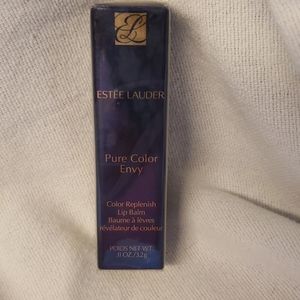 ESTĒE LAUDER
Pure Color
Envy
Color Replenish
Lip Balm
Baume à lèvres
révélateur de couleur
POIDS NET WT.
.11 OZ./3.2g